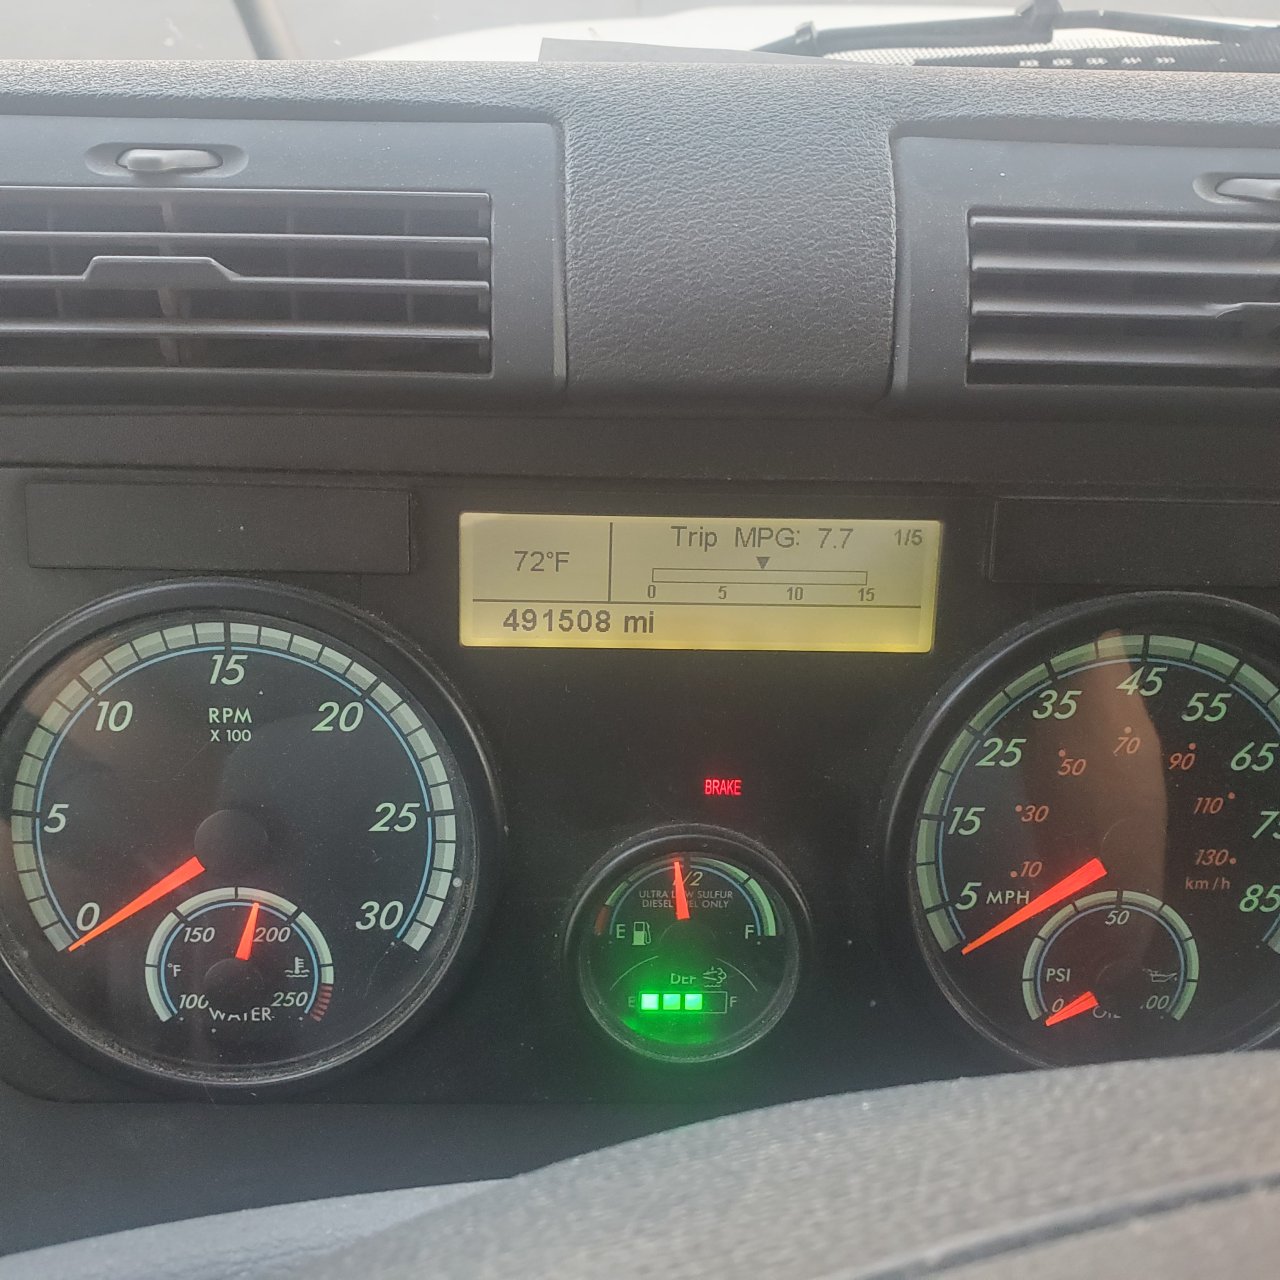 Trip MPG: 7.7 1/5
72°F
0 5 10 15
491508 mi
0 5 10 15 20 25 30
RPM
X 100
100 150 200 250
°F
WATER
BRAKE
1/2
ULTRA LOW SULFUR
DIESEL FUEL ONLY
E F
DEF
E F
5 15 25 35 45 55 65 85
MPH
10 30 50 70 90 110 130
km/h
50
PSI
0
OIL